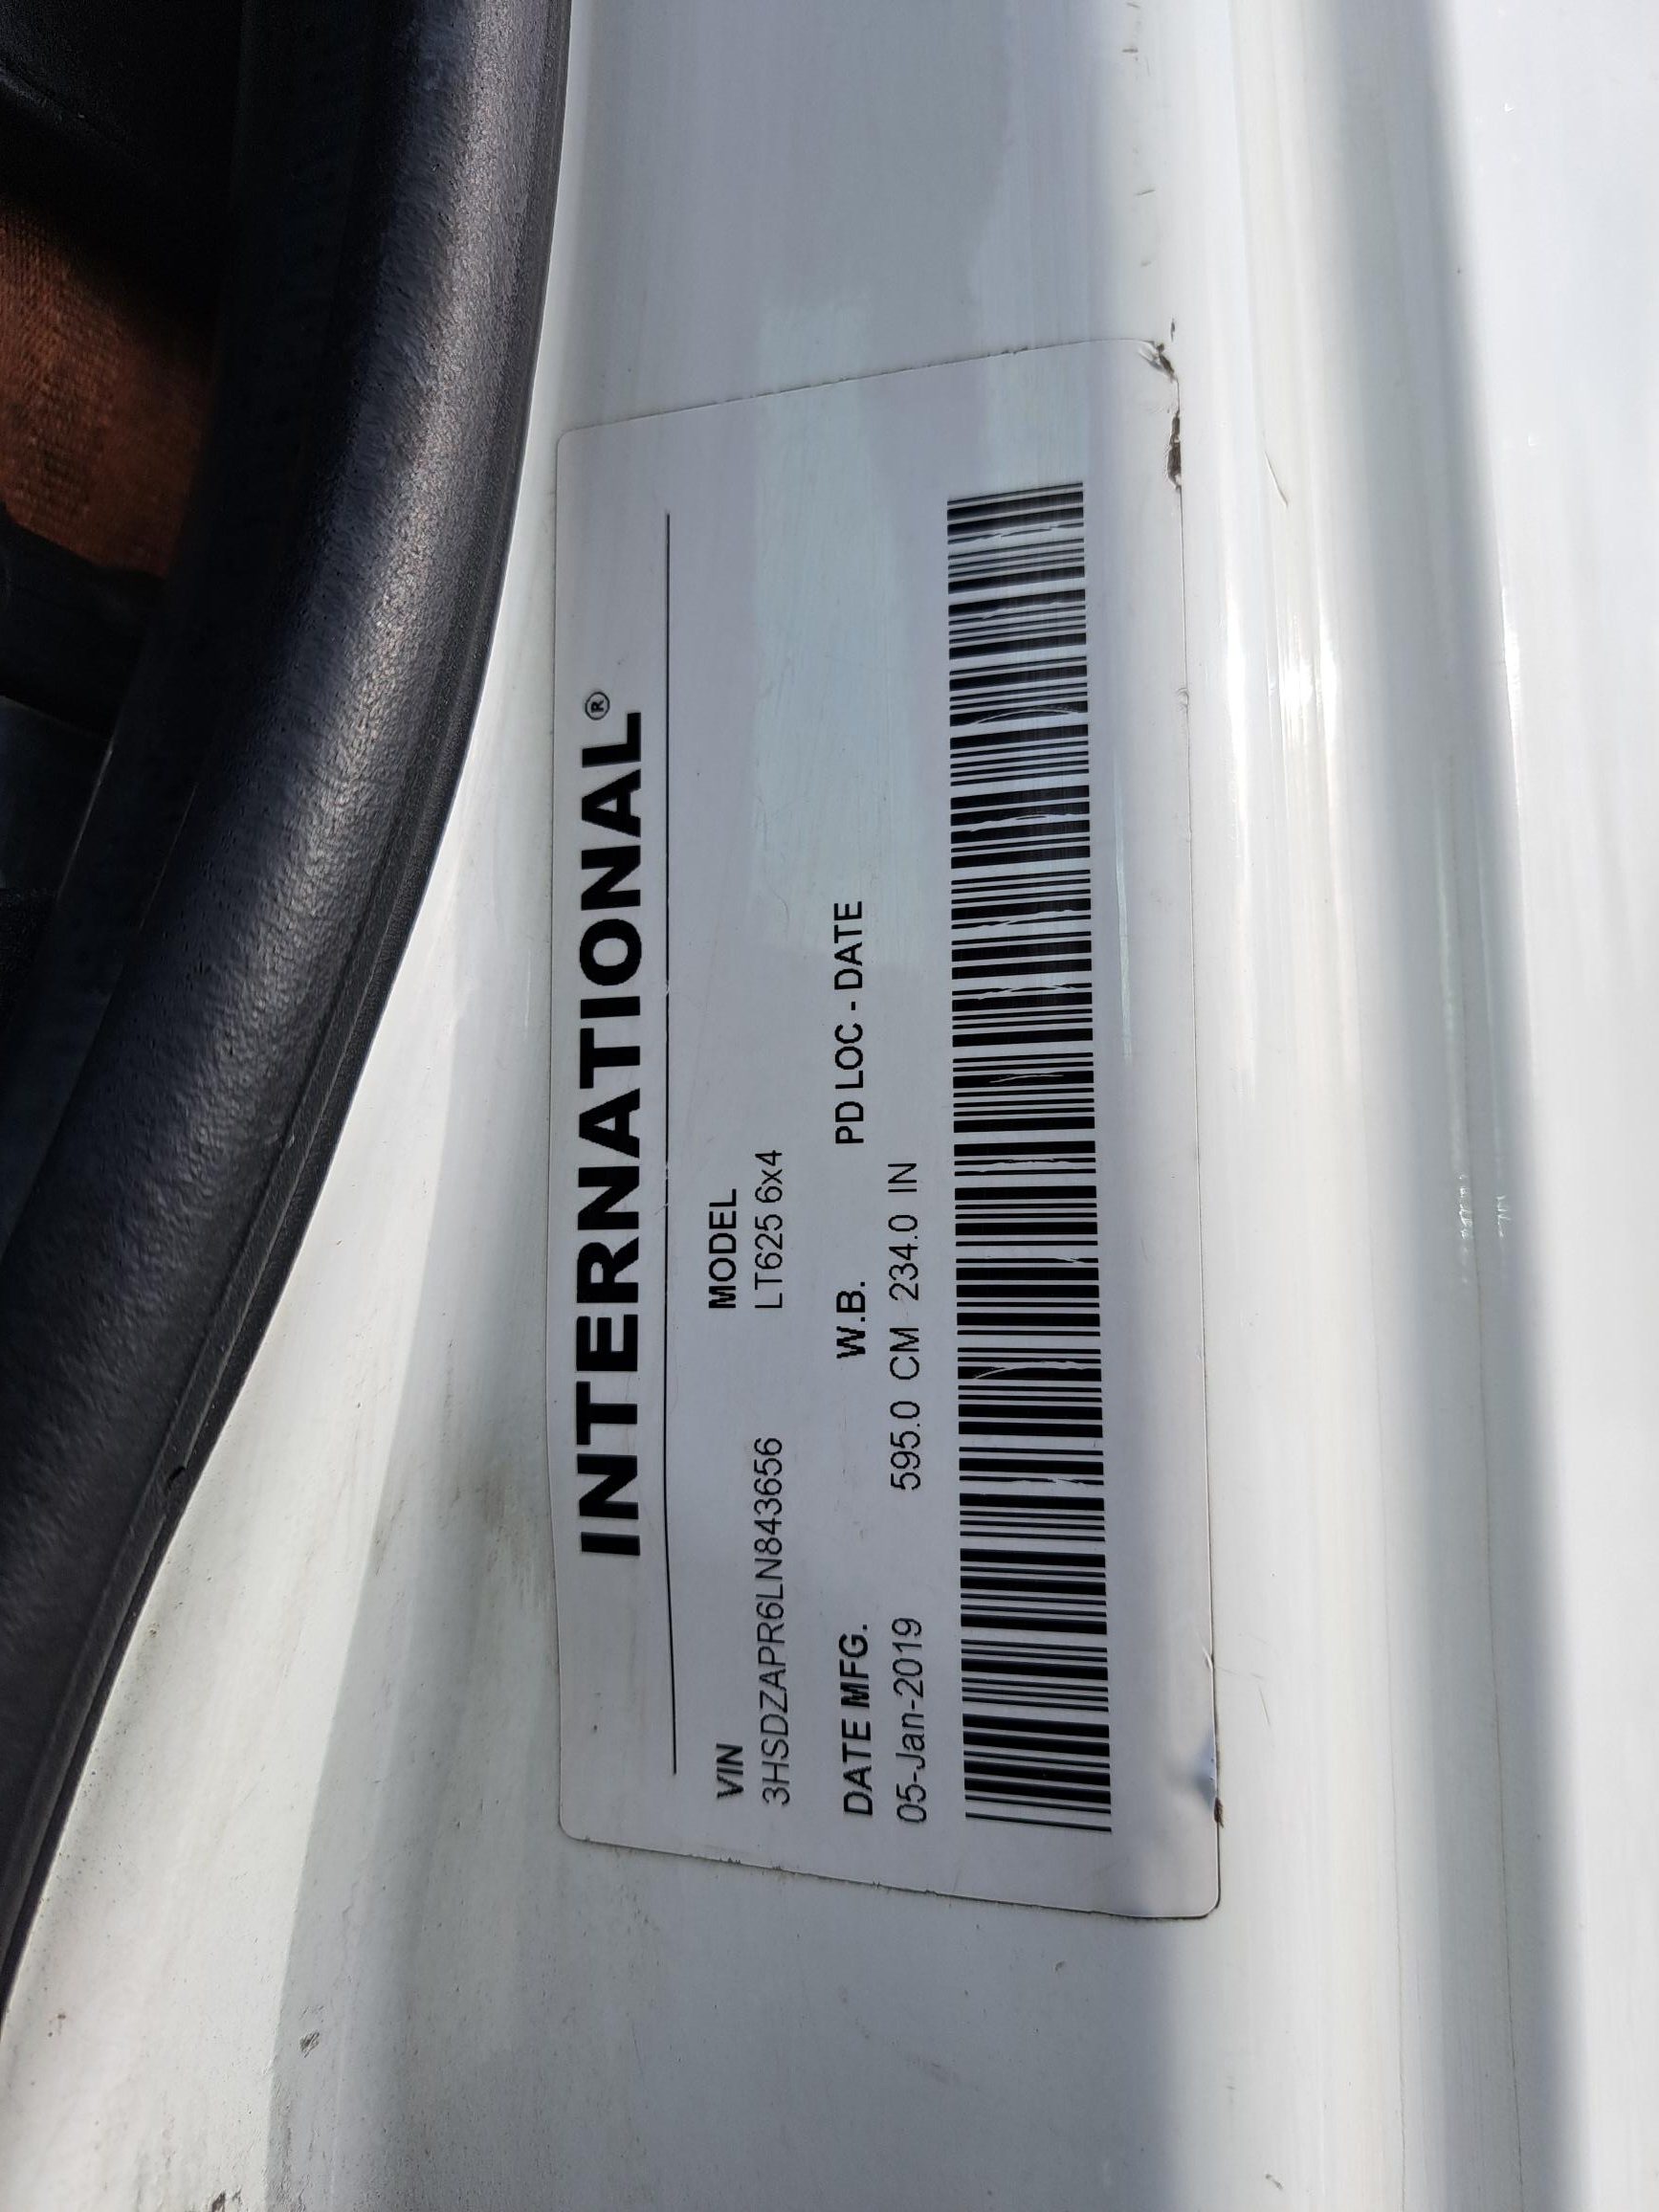 INTERNATIONAL®
VIN MODEL
3HSDZAPR6LN843656 LT625 6x4
DATE MFG. W.B. PD LOC - DATE
05-Jan-2019 595.0 CM 234.0 IN